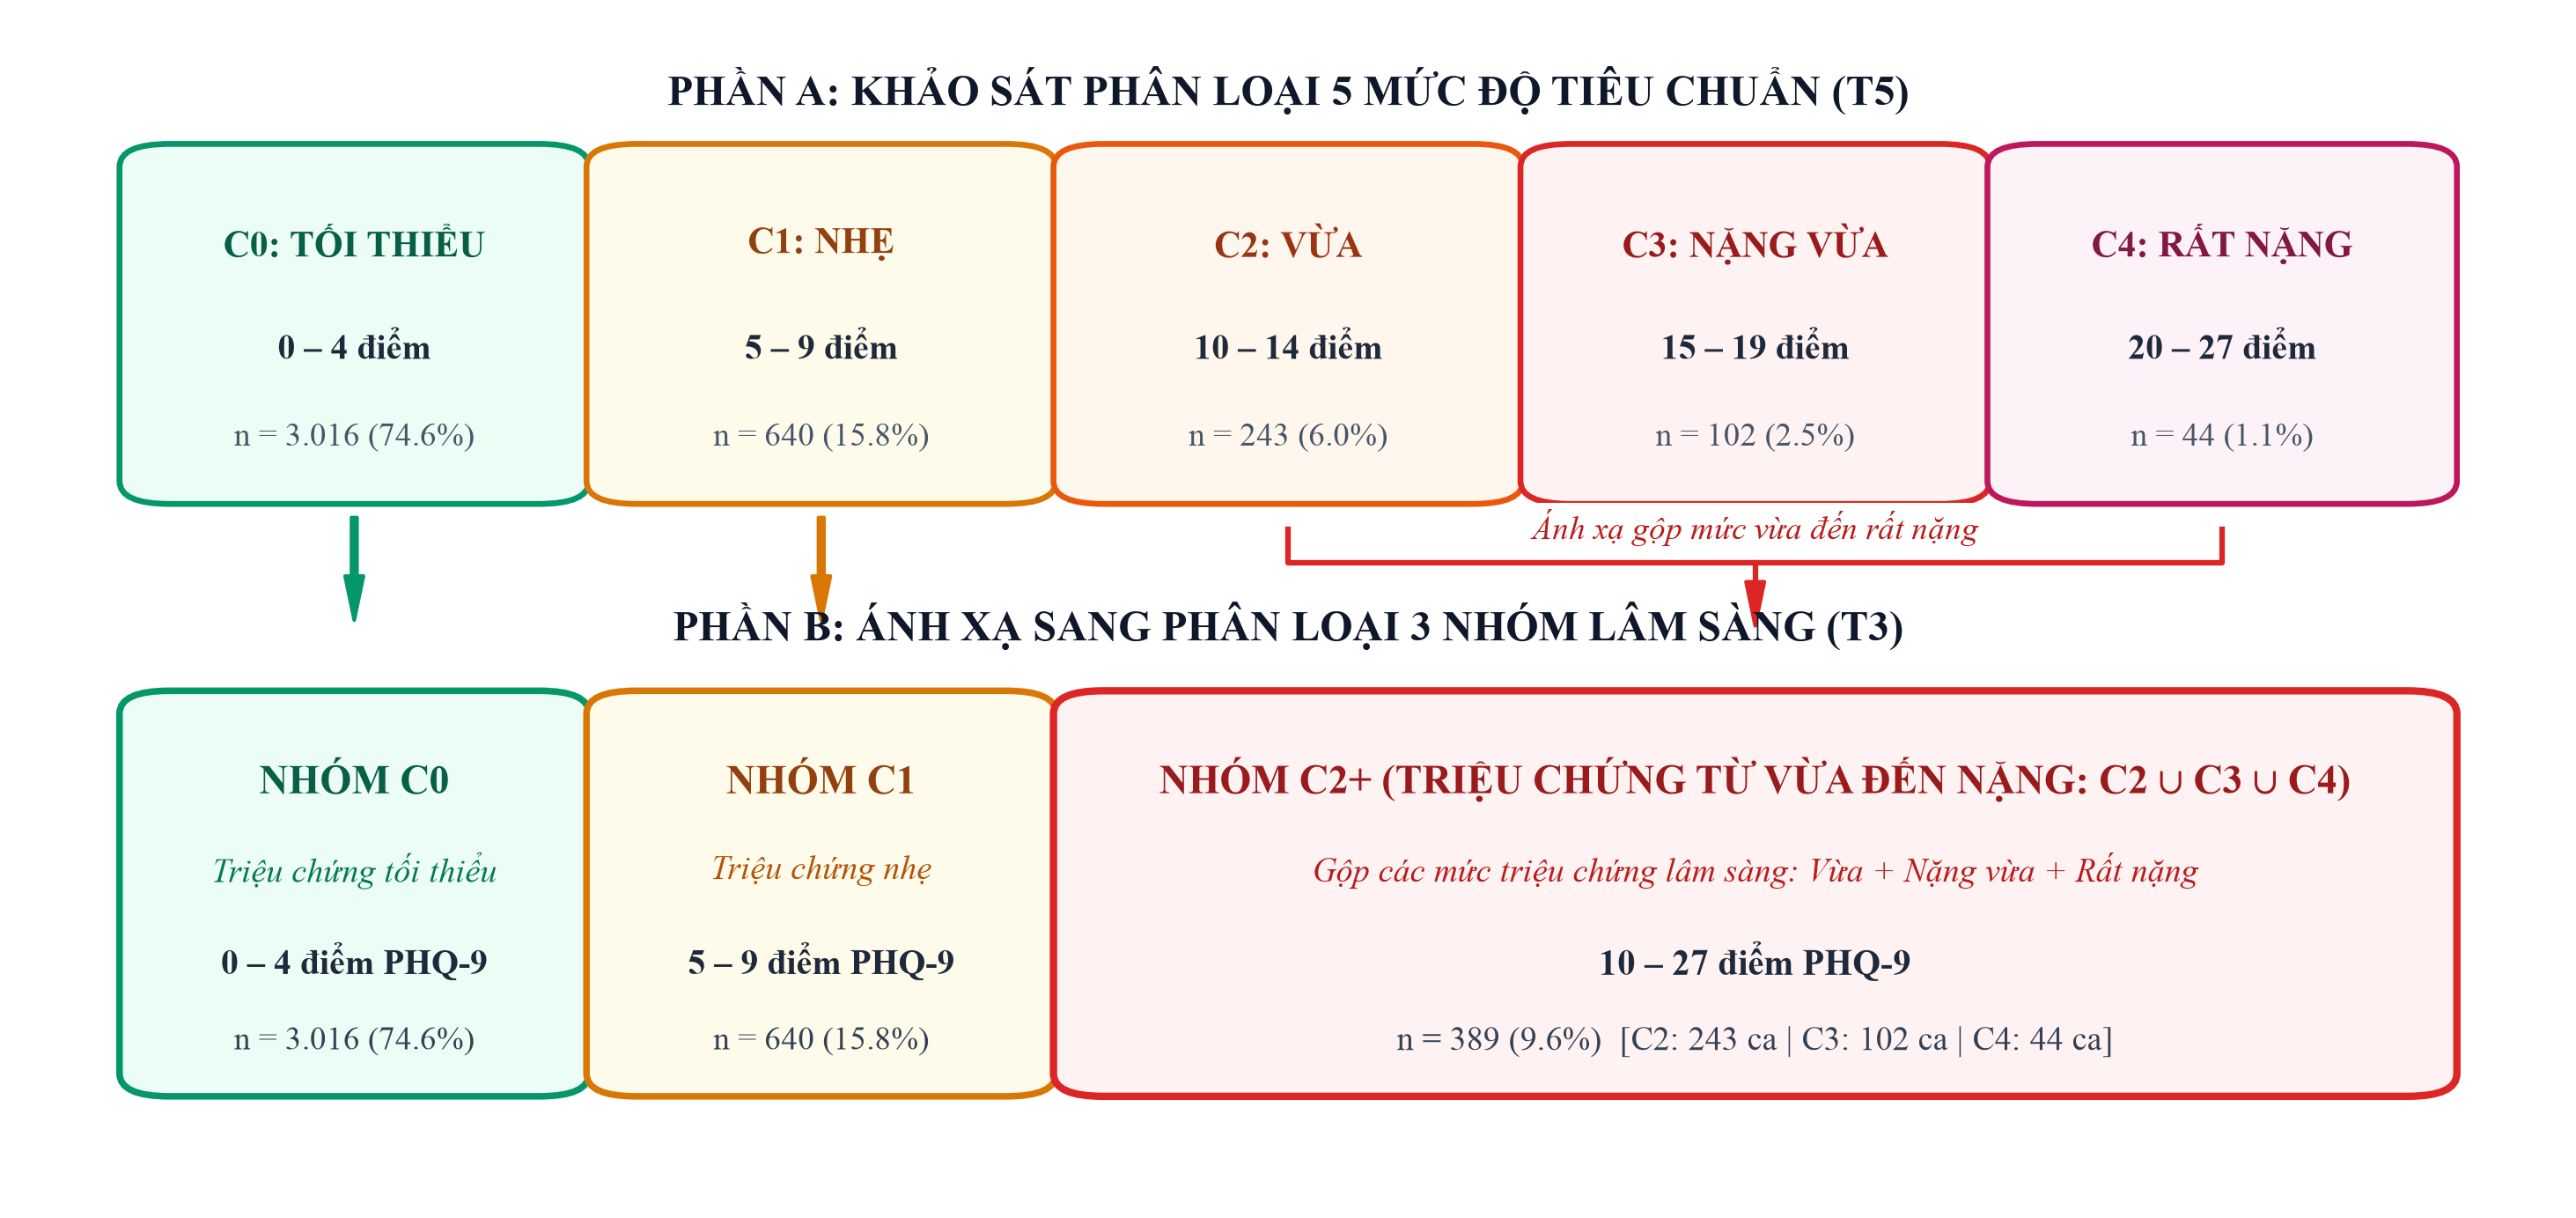 PHẦN A: KHẢO SÁT PHÂN LOẠI 5 MỨC ĐỘ TIÊU CHUẨN (T5)
C0: TỐI THIỂU
0 – 4 điểm
n = 3.016 (74.6%)
C1: NHẸ
5 – 9 điểm
n = 640 (15.8%)
C2: VỪA
10 – 14 điểm
n = 243 (6.0%)
C3: NẶNG VỪA
15 – 19 điểm
n = 102 (2.5%)
C4: RẤT NẶNG
20 – 27 điểm
n = 44 (1.1%)
Ánh xạ gộp mức vừa đến rất nặng
PHẦN B: ÁNH XẠ SANG PHÂN LOẠI 3 NHÓM LÂM SÀNG (T3)
NHÓM C0
Triệu chứng tối thiểu
0 – 4 điểm PHQ-9
n = 3.016 (74.6%)
NHÓM C1
Triệu chứng nhẹ
5 – 9 điểm PHQ-9
n = 640 (15.8%)
NHÓM C2+ (TRIỆU CHỨNG TỪ VỪA ĐẾN NẶNG: C2 ∪ C3 ∪ C4)
Gộp các mức triệu chứng lâm sàng: Vừa + Nặng vừa + Rất nặng
10 – 27 điểm PHQ-9
n = 389 (9.6%) [C2: 243 ca | C3: 102 ca | C4: 44 ca]